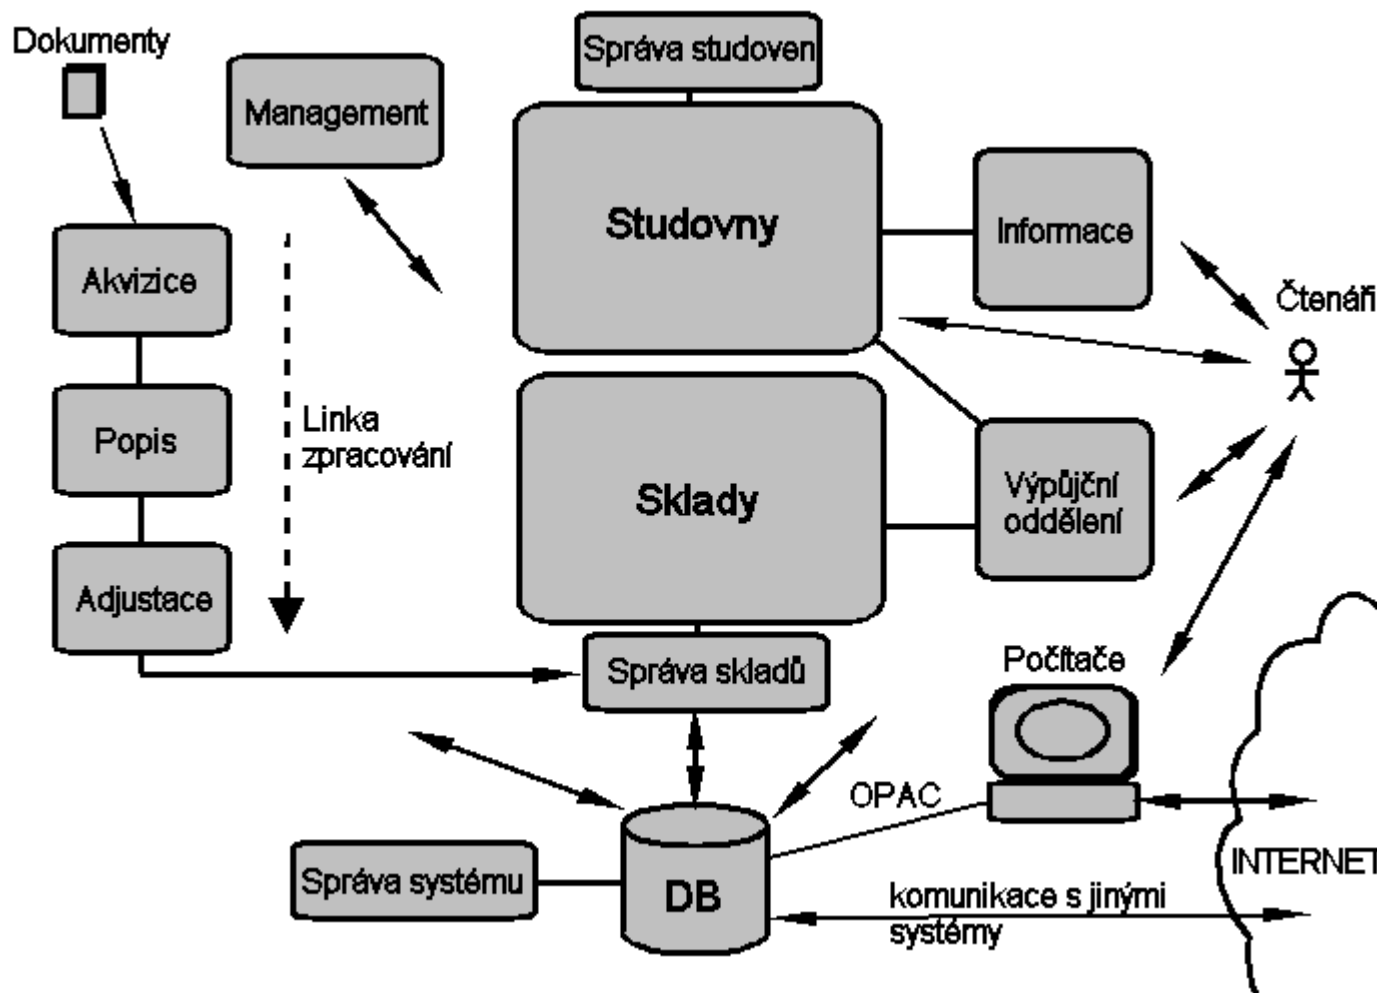 Dokumenty
Správa studoven
Management
Studovny
Informace
Akvizice
Čtenáři
Linka
zpracování
Popis
Sklady
Výpůjční
oddělení
Adjustace
Správa skladů
Počítače
OPAC
INTERNET
Správa systému
DB
komunikace s jinými
systémy